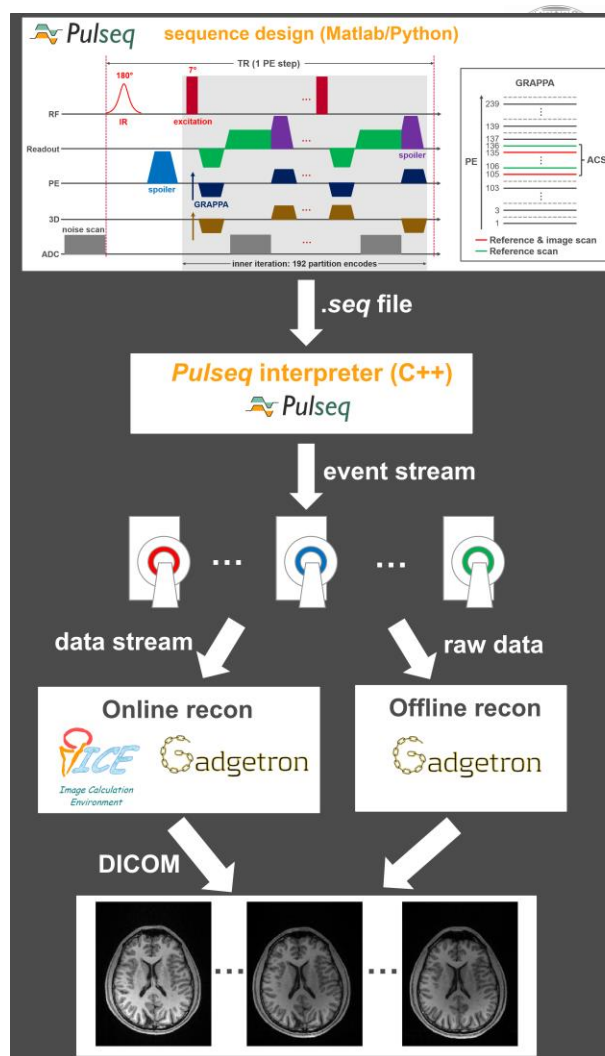 Pulseq sequence design (Matlab/Python)
TR (1 PE step)
180°
7°
...
RF
IR
excitation
...
Readout
spoiler
spoiler
PE
GRAPPA
...
3D
...
noise scan
...
ADC
inner iteration: 192 partition encodes
GRAPPA
239
139
137
136
135
106
105
103
3
1
PE
ACS
Reference & image scan
Reference scan
.seq file
Pulseq interpreter (C++)
Pulseq
event stream
... ...
data stream
raw data
Online recon
ICE
Image Calculation
Environment
Gadgetron
Offline recon
Gadgetron
DICOM
... ...